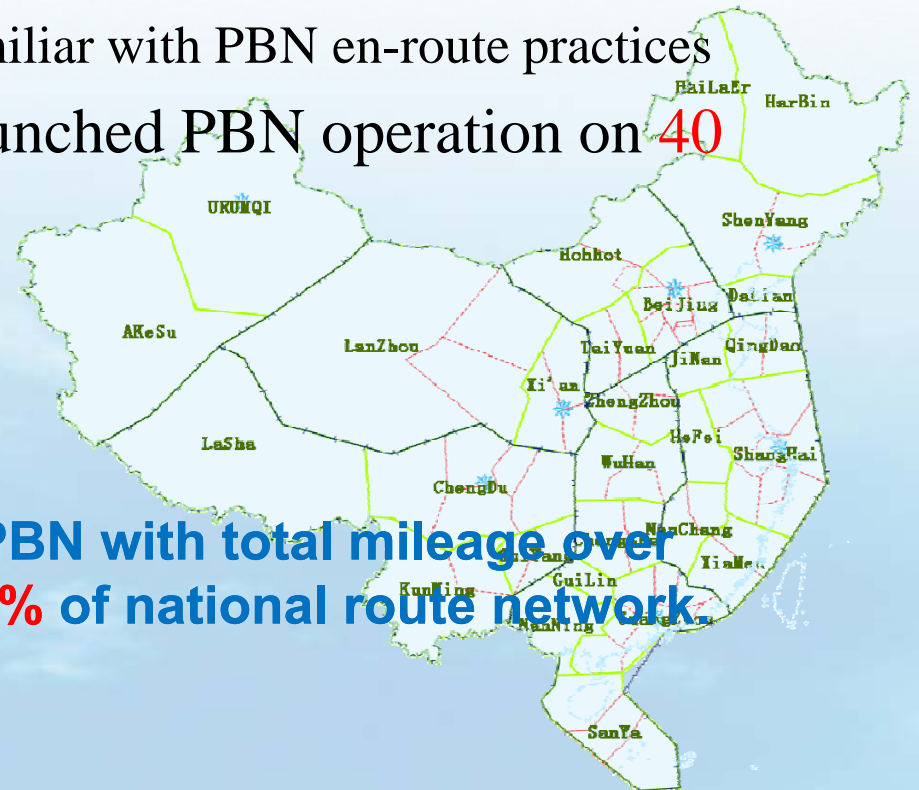 niliar with PBN en-route practices
unched PBN operation on 40
HaiLaEr
HarBin
URUMQI
ShenYang
Hohhot
BeiJing
DaLian
AKeSu
LanZhou
TaiYuan
QingDao
JiNan
Xi'an
ZhengZhou
LaSha
HeFei
ShangHai
WuHan
ChengDu
NanChang
PBN with total mileage over
XiaMen
GuiLin
KunMing
% of national route network.
NanNing
SanYa